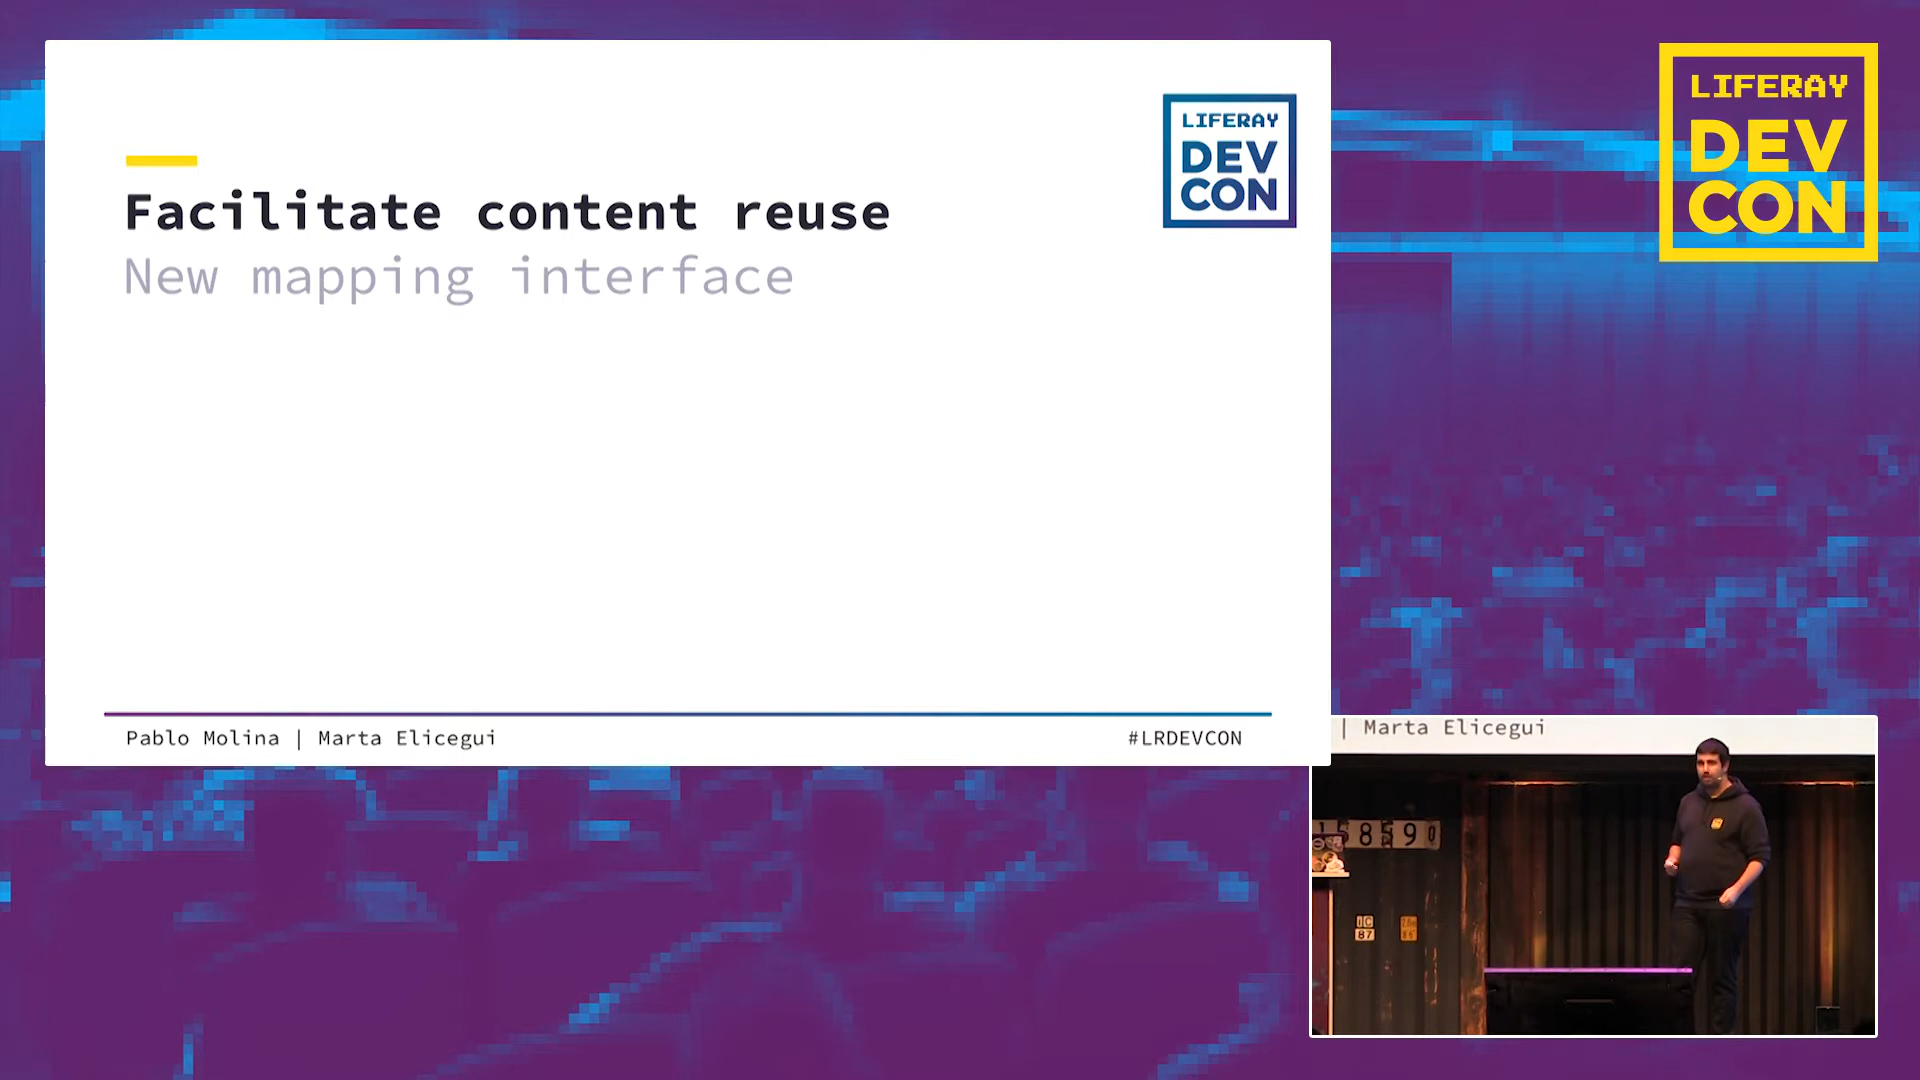 LIFERAY
DEV
CON
Facilitate content reuse
New mapping interface
Pablo Molina | Marta Elicegui
#LRDEVCON
LIFERAY
DEV
CON
| Marta Elicegui